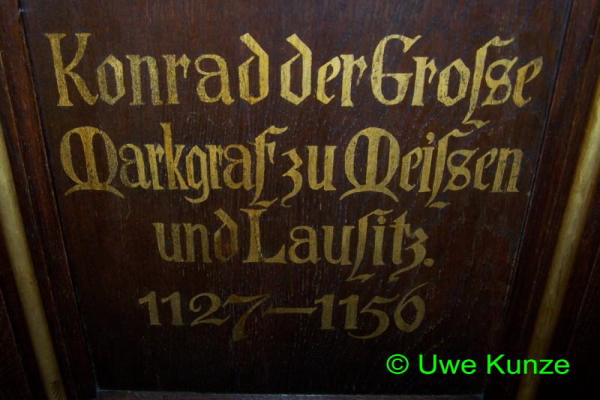 Konrad der Groſse
Markgraf zu Meiſsen
und Lauſitz.
1127–1156
© Uwe Kunze